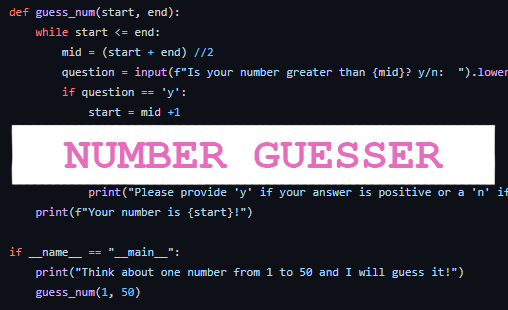 def guess_num(start, end):
while start <= end:
mid = (start + end) //2
question = input(f"Is your number greater than {mid}? y/n:  ").lower
if question == 'y':
start = mid +1
NUMBER GUESSER
print("Please provide 'y' if your answer is positive or a 'n' if
print(f"Your number is {start}!")
if __name__ == "__main__":
print("Think about one number from 1 to 50 and I will guess it!")
guess_num(1, 50)